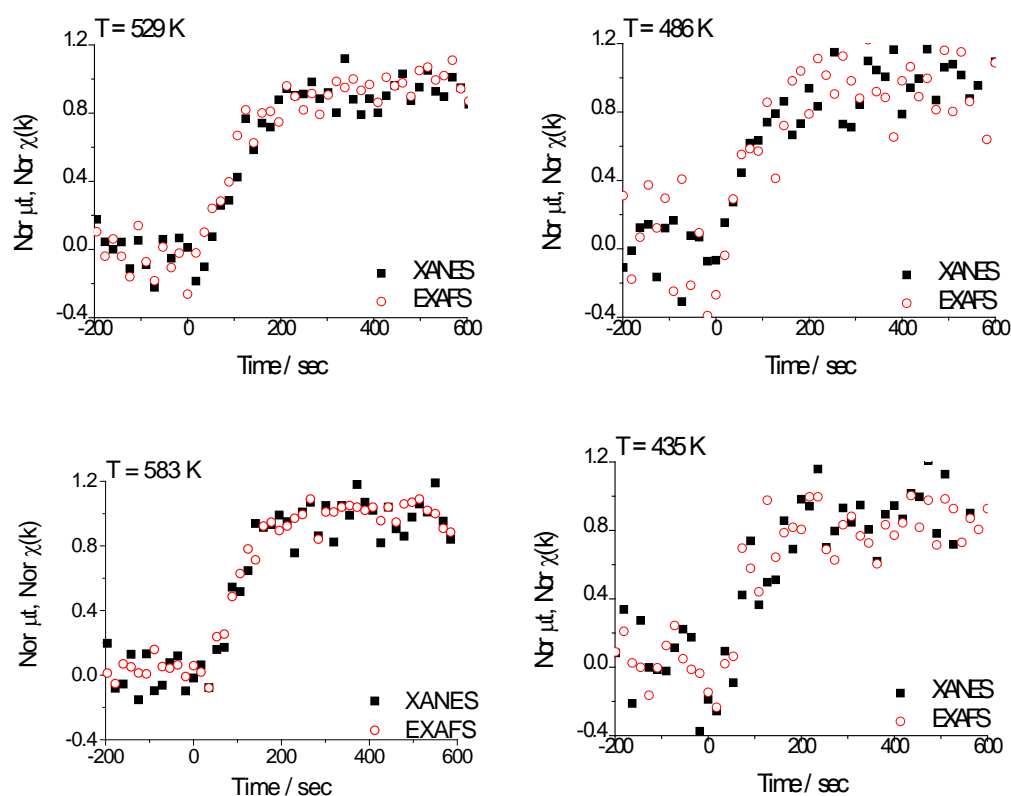 T = 529 K
1.2
0.8
0.4
0.0
-0.4
Nor μt, Nor χ(k)
XANES
EXAFS
-200 0 200 400 600
Time / sec
T = 486 K
1.2
0.8
0.4
0.0
-0.4
Nor μt, Nor χ(k)
XANES
EXAFS
-200 0 200 400 600
Time / sec
T = 583 K
1.2
0.8
0.4
0.0
-0.4
Nor μt, Nor χ(k)
XANES
EXAFS
-200 0 200 400 600
Time / sec
T = 435 K
1.2
0.8
0.4
0.0
-0.4
Nor μt, Nor χ(k)
XANES
EXAFS
-200 0 200 400 600
Time / sec